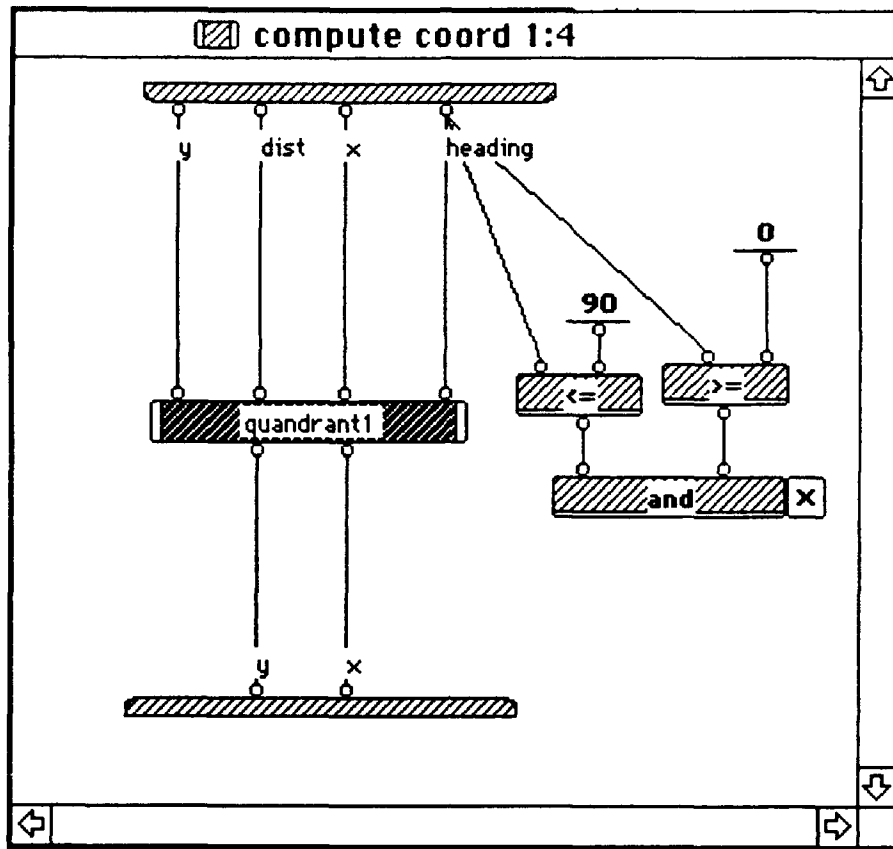 compute coord 1:4
y dist x heading
0
90
<= >=
quandrant1
and x
y x